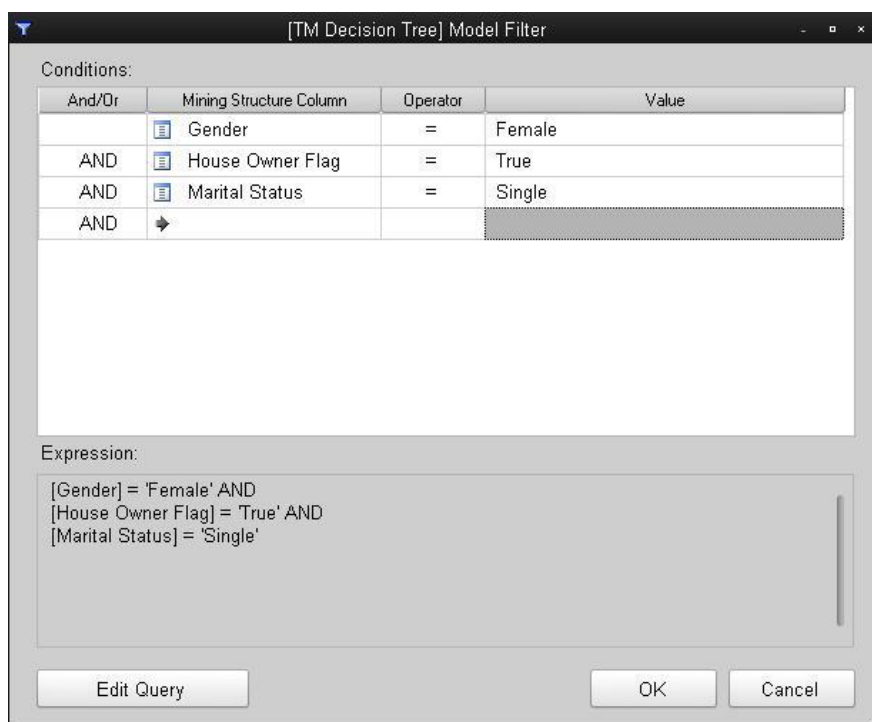 [TM Decision Tree] Model Filter
Conditions:
And/Or Mining Structure Column Operator Value
Gender = Female
AND House Owner Flag = True
AND Marital Status = Single
AND
Expression:
[Gender] = 'Female' AND
[House Owner Flag] = 'True' AND
[Marital Status] = 'Single'
Edit Query OK Cancel